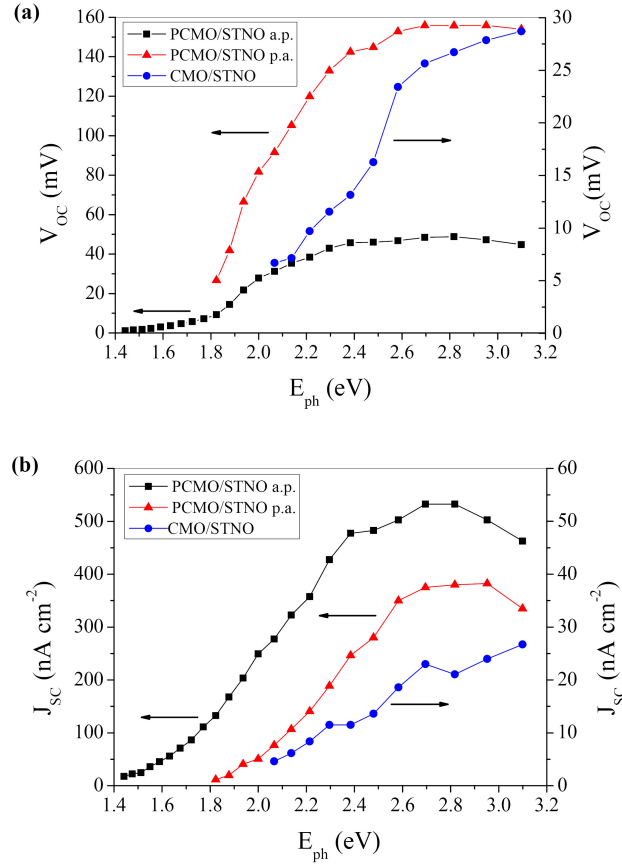 (a)
PCMO/STNO a.p.
PCMO/STNO p.a.
CMO/STNO
160
140
120
100
80
60
40
20
0
V_OC (mV)
30
25
20
15
10
5
0
V_OC (mV)
1.4 1.6 1.8 2.0 2.2 2.4 2.6 2.8 3.0 3.2
E_ph (eV)
(b)
PCMO/STNO a.p.
PCMO/STNO p.a.
CMO/STNO
600
500
400
300
200
100
0
J_SC (nA cm⁻²)
60
50
40
30
20
10
0
J_SC (nA cm⁻²)
1.4 1.6 1.8 2.0 2.2 2.4 2.6 2.8 3.0 3.2
E_ph (eV)